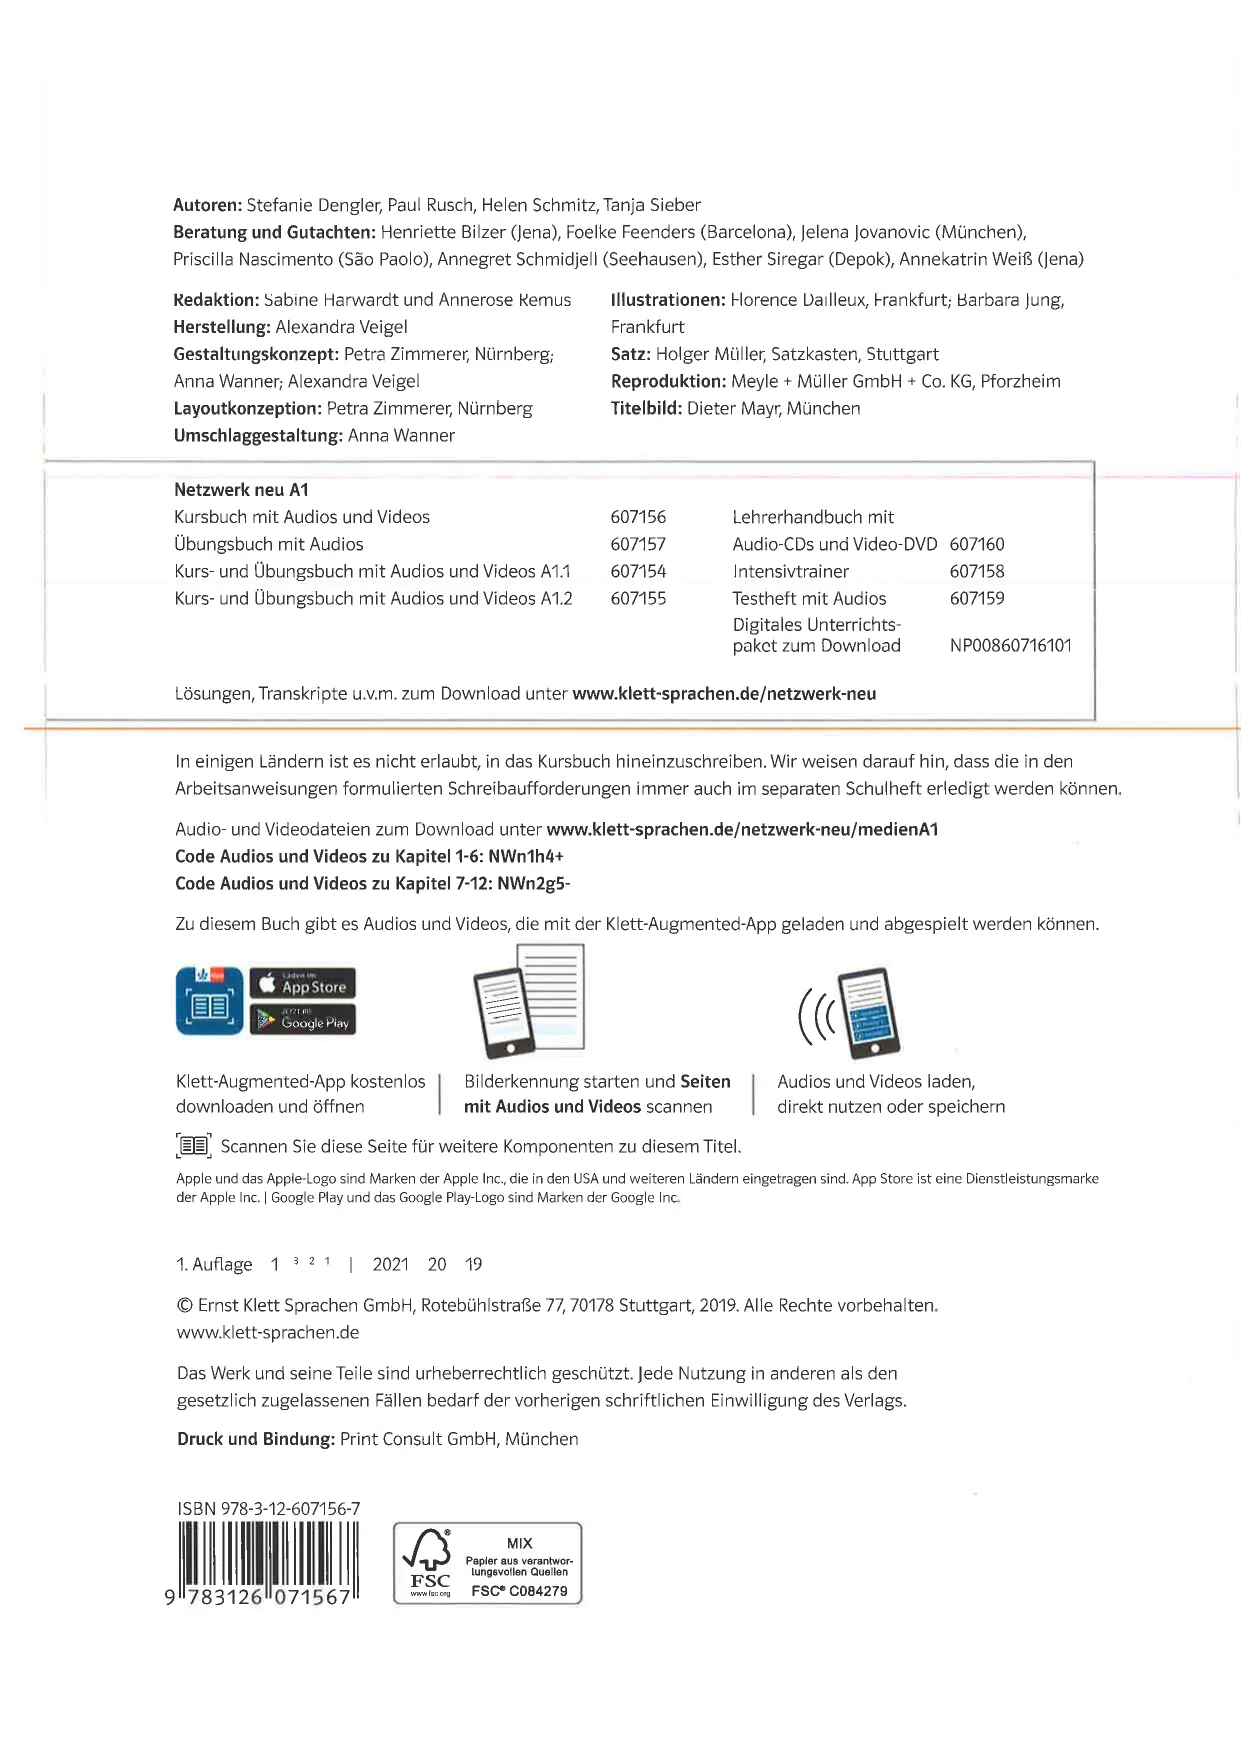 Autoren: Stefanie Dengler, Paul Rusch, Helen Schmitz, Tanja Sieber
Beratung und Gutachten: Henriette Bilzer (Jena), Foelke Feenders (Barcelona), Jelena Jovanovic (München),
Priscilla Nascimento (São Paolo), Annegret Schmidjell (Seehausen), Esther Siregar (Depok), Annekatrin Weiß (Jena)
Redaktion: Sabine Harwardt und Annerose Remus
Herstellung: Alexandra Veigel
Gestaltungskonzept: Petra Zimmerer, Nürnberg;
Anna Wanner; Alexandra Veigel
Layoutkonzeption: Petra Zimmerer, Nürnberg
Umschlaggestaltung: Anna Wanner
Illustrationen: Florence Dailleux, Frankfurt; Barbara Jung,
Frankfurt
Satz: Holger Müller, Satzkasten, Stuttgart
Reproduktion: Meyle + Müller GmbH + Co. KG, Pforzheim
Titelbild: Dieter Mayr, München
Netzwerk neu A1
Kursbuch mit Audios und Videos 607156
Übungsbuch mit Audios 607157
Kurs- und Übungsbuch mit Audios und Videos A1.1 607154
Kurs- und Übungsbuch mit Audios und Videos A1.2 607155
Lehrerhandbuch mit
Audio-CDs und Video-DVD 607160
Intensivtrainer 607158
Testheft mit Audios 607159
Digitales Unterrichts-
paket zum Download NP00860716101
Lösungen, Transkripte u.v.m. zum Download unter www.klett-sprachen.de/netzwerk-neu
In einigen Ländern ist es nicht erlaubt, in das Kursbuch hineinzuschreiben. Wir weisen darauf hin, dass die in den
Arbeitsanweisungen formulierten Schreibaufforderungen immer auch im separaten Schulheft erledigt werden können.
Audio- und Videodateien zum Download unter www.klett-sprachen.de/netzwerk-neu/medienA1
Code Audios und Videos zu Kapitel 1-6: NWn1h4+
Code Audios und Videos zu Kapitel 7-12: NWn2g5-
Zu diesem Buch gibt es Audios und Videos, die mit der Klett-Augmented-App geladen und abgespielt werden können.
Laden im
App Store
JETZT BEI
Google Play
Klett-Augmented-App kostenlos
downloaden und öffnen
Bilderkennung starten und Seiten
mit Audios und Videos scannen
Audios und Videos laden,
direkt nutzen oder speichern
Scannen Sie diese Seite für weitere Komponenten zu diesem Titel.
Apple und das Apple-Logo sind Marken der Apple Inc., die in den USA und weiteren Ländern eingetragen sind. App Store ist eine Dienstleistungsmarke
der Apple Inc. | Google Play und das Google Play-Logo sind Marken der Google Inc.
1. Auflage 1 3 2 1 | 2021 20 19
© Ernst Klett Sprachen GmbH, Rotebühlstraße 77, 70178 Stuttgart, 2019. Alle Rechte vorbehalten.
www.klett-sprachen.de
Das Werk und seine Teile sind urheberrechtlich geschützt. Jede Nutzung in anderen als den
gesetzlich zugelassenen Fällen bedarf der vorherigen schriftlichen Einwilligung des Verlags.
Druck und Bindung: Print Consult GmbH, München
ISBN 978-3-12-607156-7
9 783126 071567
FSC
www.fsc.org
MIX
Papier aus verantwor-
tungsvollen Quellen
FSC® C084279